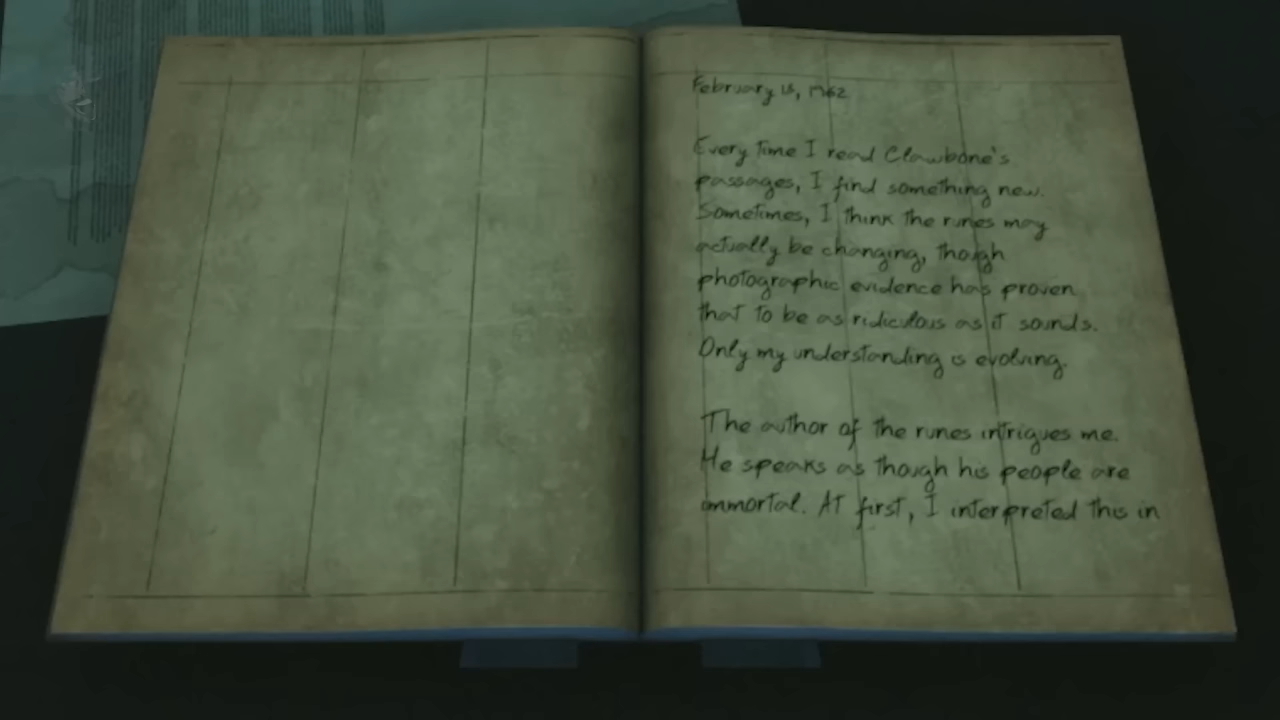 February 15, 1962
Every time I read Clawbone's
passages, I find something new.
Sometimes, I think the runes may
actually be changing, though
photographic evidence has proven
that to be as ridiculous as it sounds.
Only my understanding is evolving.
The author of the runes intrigues me.
He speaks as though his people are
immortal. At first, I interpreted this in